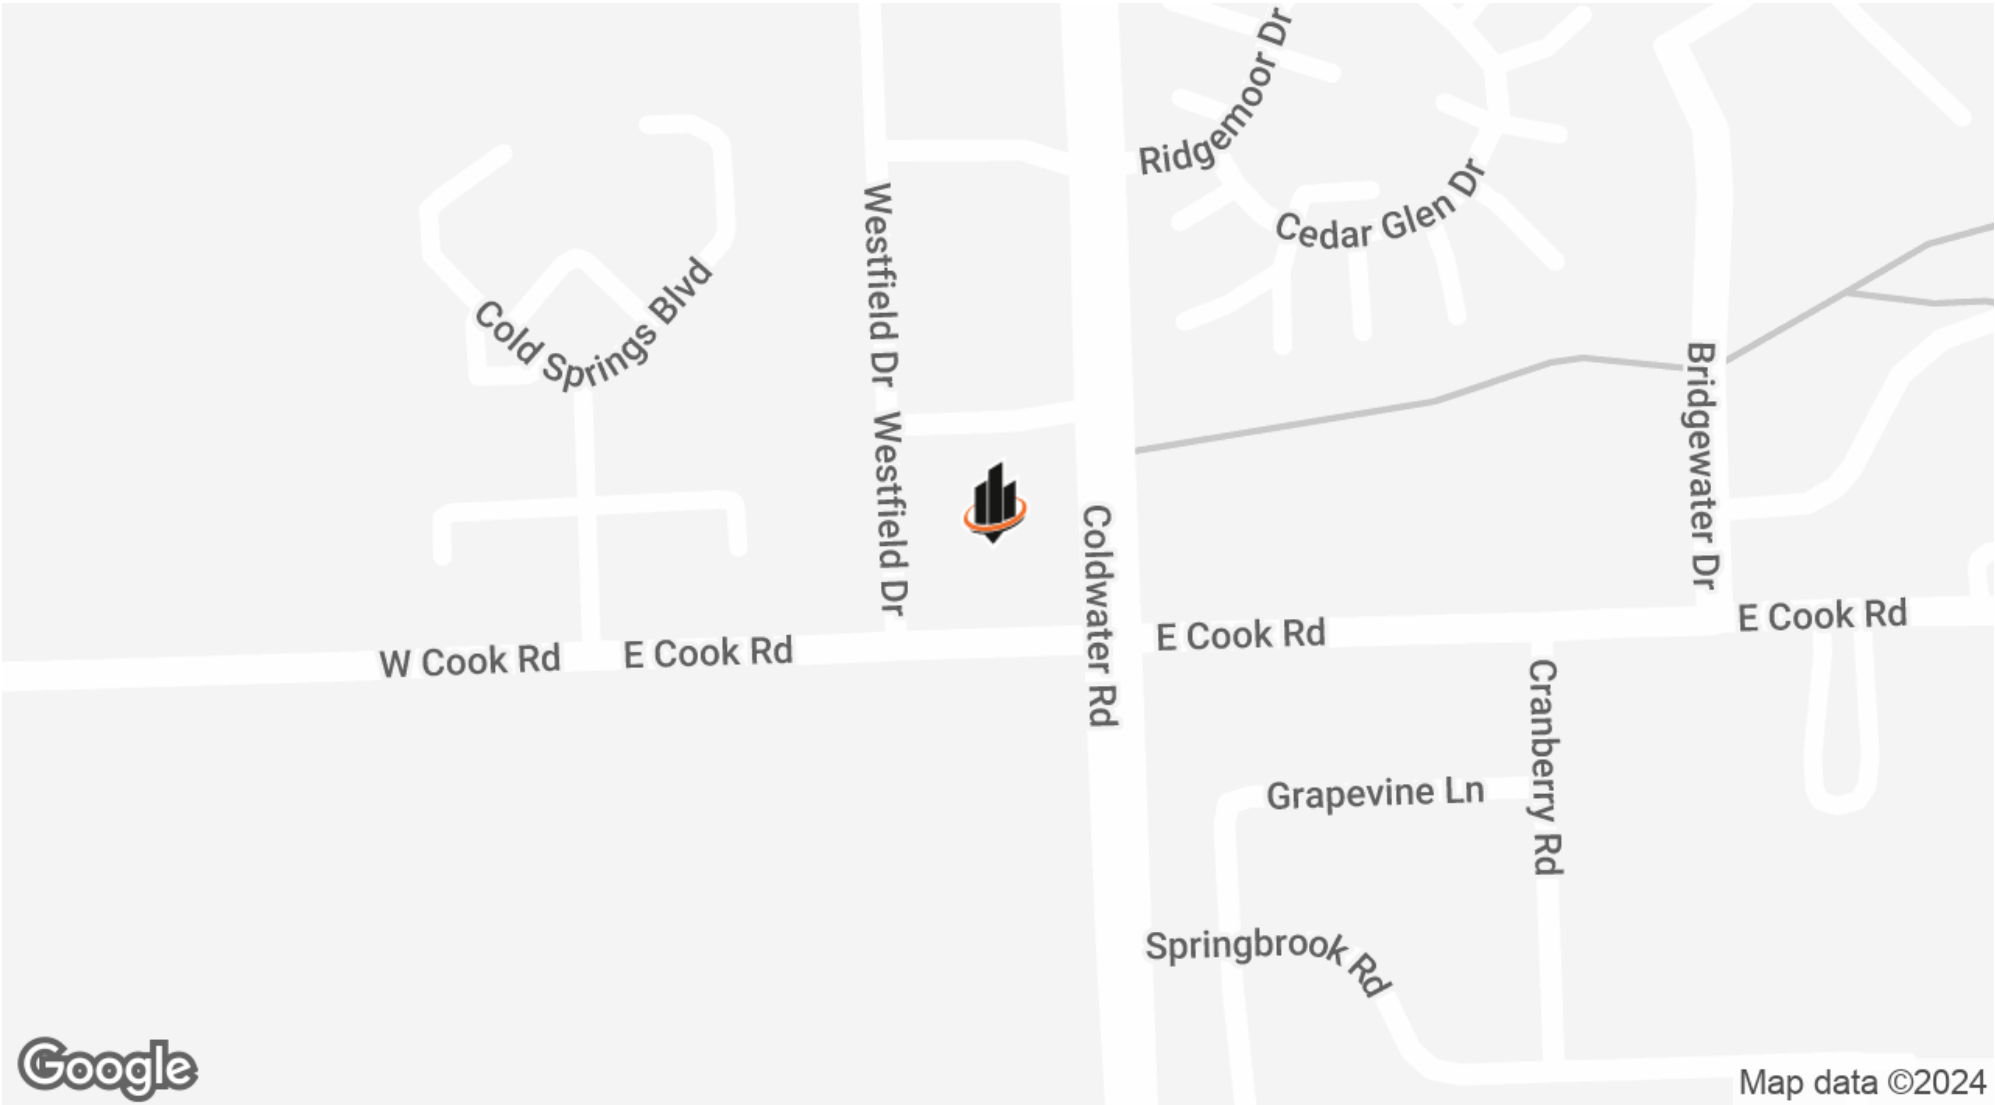 Ridgemoor Dr
Cedar Glen Dr
Westfield Dr
Cold Springs Blvd
Westfield Dr
Bridgewater Dr
Coldwater Rd
E Cook Rd
E Cook Rd
W Cook Rd
E Cook Rd
Cranberry Rd
Grapevine Ln
Springbrook Rd
Google
Map data ©2024